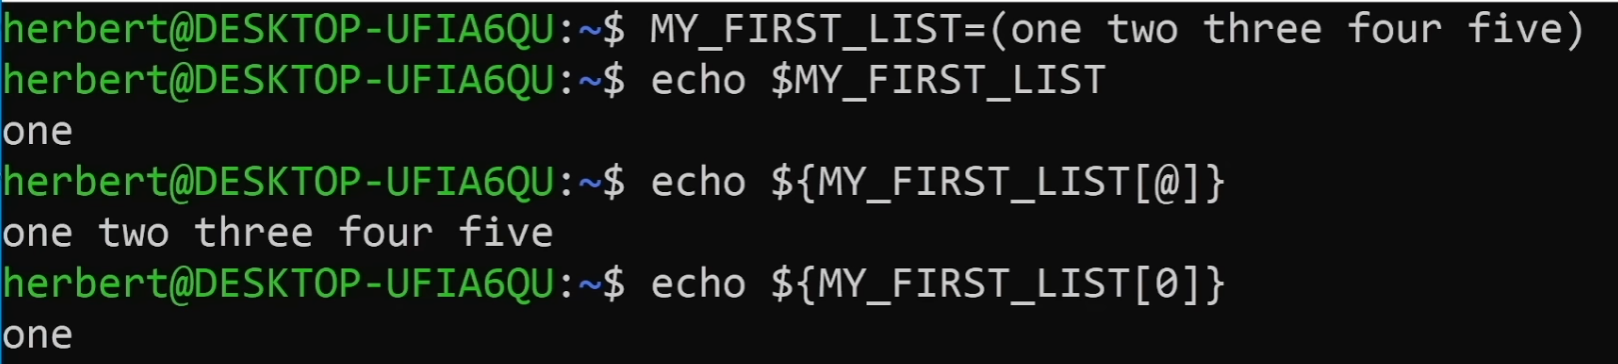 herbert@DESKTOP-UFIA6QU:~$ MY_FIRST_LIST=(one two three four five)
herbert@DESKTOP-UFIA6QU:~$ echo $MY_FIRST_LIST
one
herbert@DESKTOP-UFIA6QU:~$ echo ${MY_FIRST_LIST[@]}
one two three four five
herbert@DESKTOP-UFIA6QU:~$ echo ${MY_FIRST_LIST[0]}
one